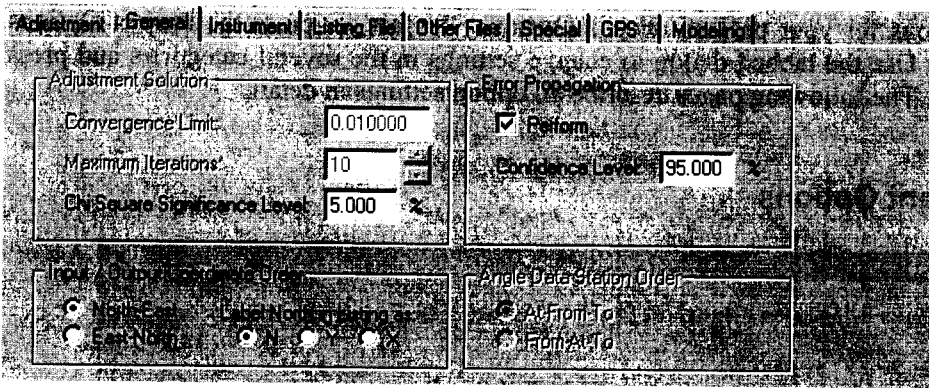 Adjustment General Instrument Listing File Other Files Special GPS Modeling
Adjustment Solution
Convergence Limit: 0.010000
Maximum Iterations: 10
Chi Square Significance Level: 5.000 %
Error Propagation
Perform
Confidence Level: 95.000 %
Input / Output Coordinate Order
North-East
East-North
Label Northing listing as:
N Y X
Angle Data Station Order
At-From-To
From-At-To